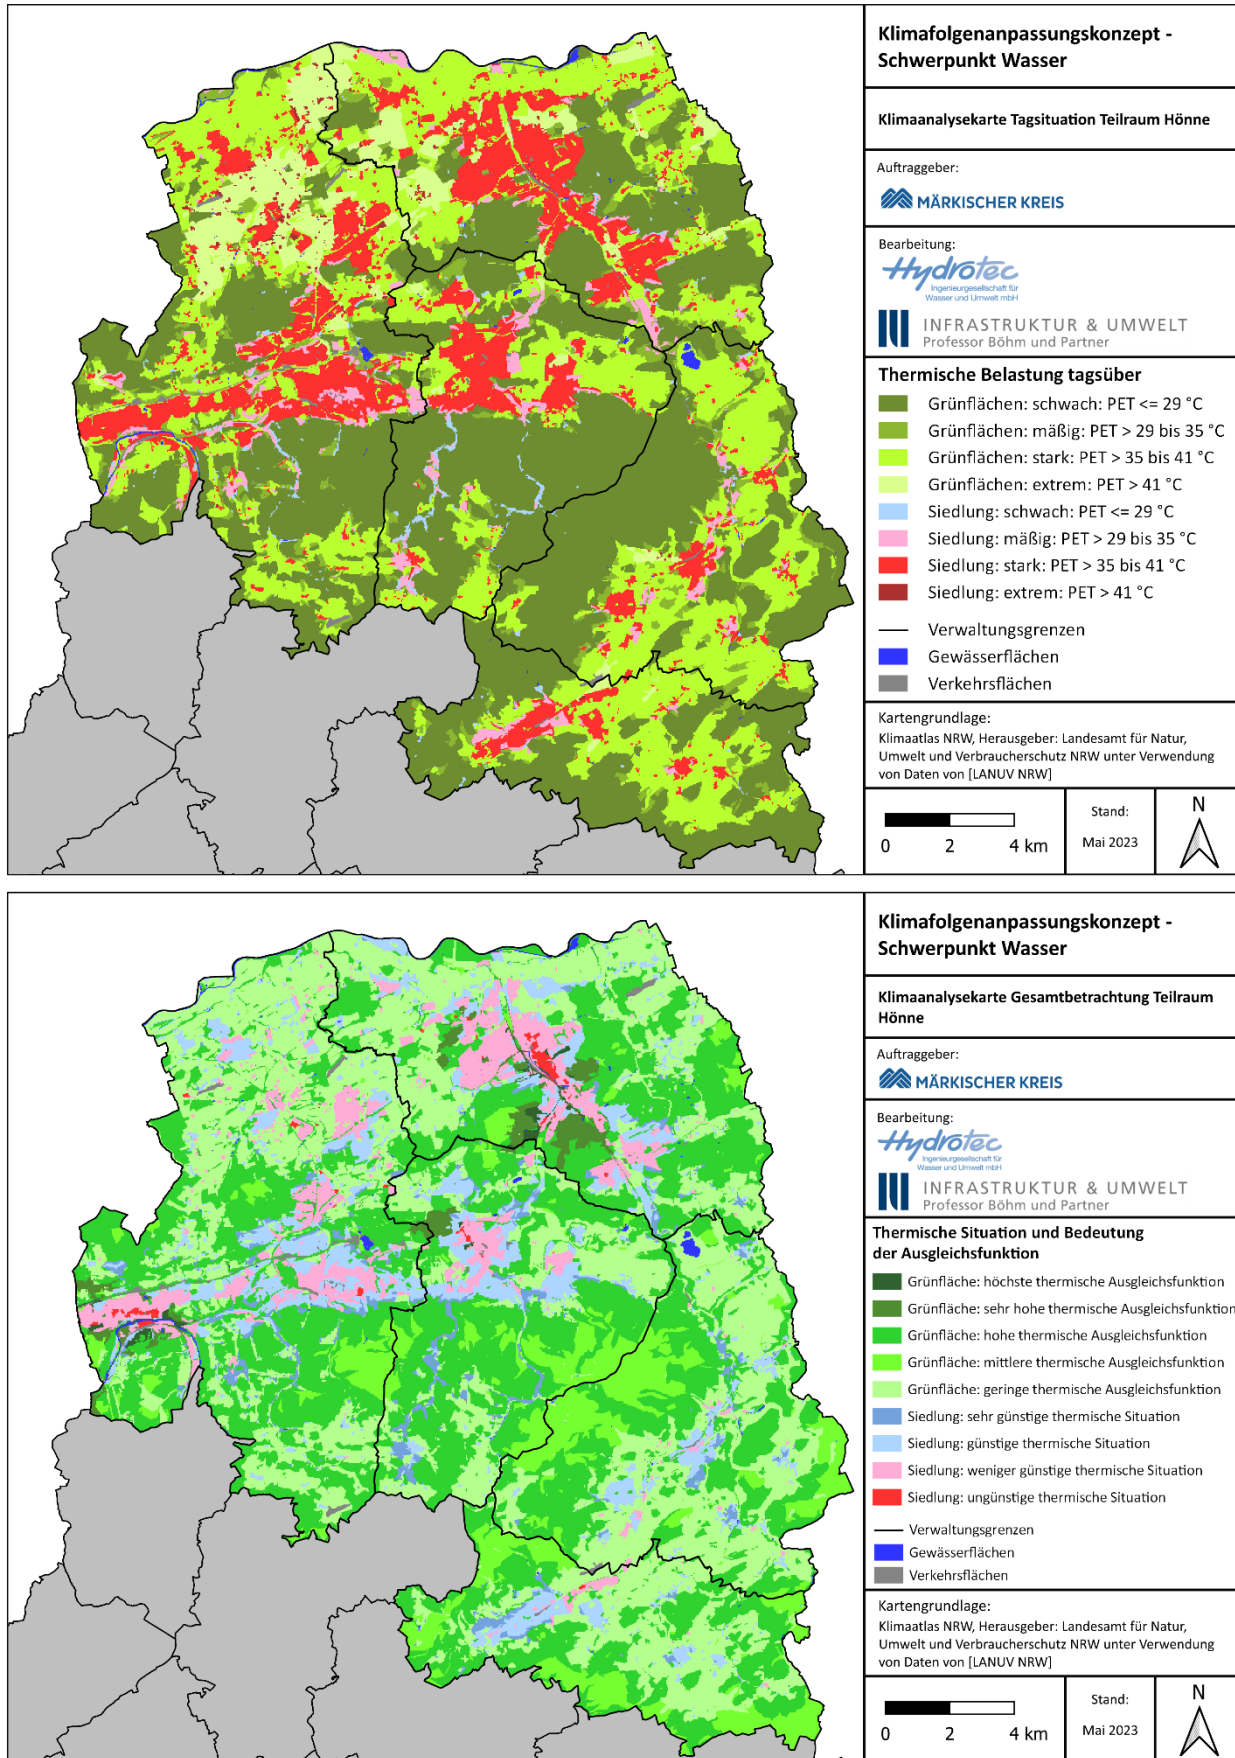 Klimafolgenanpassungskonzept -
Schwerpunkt Wasser
Klimaanalysekarte Tagsituation Teilraum Hönne
Auftraggeber:
MÄRKISCHER KREIS
Bearbeitung:
Hydrotec
Ingenieurgesellschaft für
Wasser und Umwelt mbH
INFRASTRUKTUR & UMWELT
Professor Böhm und Partner
Thermische Belastung tagsüber
Grünflächen: schwach: PET <= 29 °C
Grünflächen: mäßig: PET > 29 bis 35 °C
Grünflächen: stark: PET > 35 bis 41 °C
Grünflächen: extrem: PET > 41 °C
Siedlung: schwach: PET <= 29 °C
Siedlung: mäßig: PET > 29 bis 35 °C
Siedlung: stark: PET > 35 bis 41 °C
Siedlung: extrem: PET > 41 °C
Verwaltungsgrenzen
Gewässerflächen
Verkehrsflächen
Kartengrundlage:
Klimaatlas NRW, Herausgeber: Landesamt für Natur,
Umwelt und Verbraucherschutz NRW unter Verwendung
von Daten von [LANUV NRW]
0 2 4 km
Stand:
Mai 2023
N
Klimafolgenanpassungskonzept -
Schwerpunkt Wasser
Klimaanalysekarte Gesamtbetrachtung Teilraum
Hönne
Auftraggeber:
MÄRKISCHER KREIS
Bearbeitung:
Hydrotec
Ingenieurgesellschaft für
Wasser und Umwelt mbH
INFRASTRUKTUR & UMWELT
Professor Böhm und Partner
Thermische Situation und Bedeutung
der Ausgleichsfunktion
Grünfläche: höchste thermische Ausgleichsfunktion
Grünfläche: sehr hohe thermische Ausgleichsfunktion
Grünfläche: hohe thermische Ausgleichsfunktion
Grünfläche: mittlere thermische Ausgleichsfunktion
Grünfläche: geringe thermische Ausgleichsfunktion
Siedlung: sehr günstige thermische Situation
Siedlung: günstige thermische Situation
Siedlung: weniger günstige thermische Situation
Siedlung: ungünstige thermische Situation
Verwaltungsgrenzen
Gewässerflächen
Verkehrsflächen
Kartengrundlage:
Klimaatlas NRW, Herausgeber: Landesamt für Natur,
Umwelt und Verbraucherschutz NRW unter Verwendung
von Daten von [LANUV NRW]
0 2 4 km
Stand:
Mai 2023
N